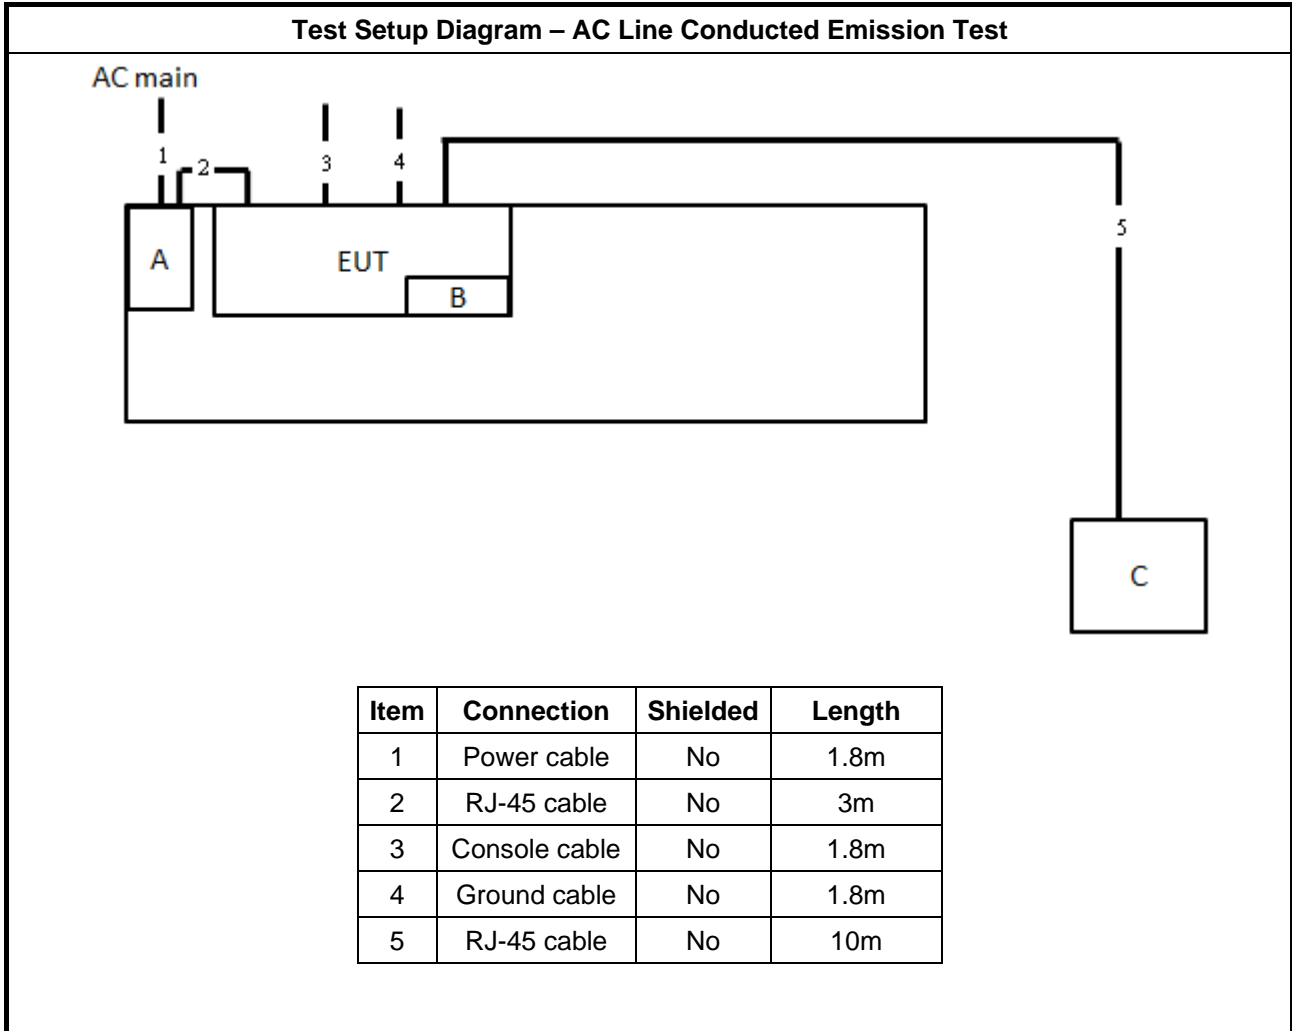 Test Setup Diagram – AC Line Conducted Emission Test
AC main
1
2
3
4
5
A
EUT
B
C
Item Connection Shielded Length
1 Power cable No 1.8m
2 RJ-45 cable No 3m
3 Console cable No 1.8m
4 Ground cable No 1.8m
5 RJ-45 cable No 10m